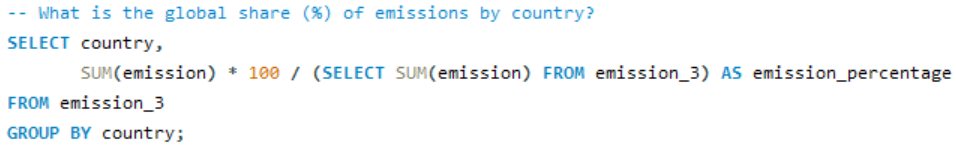 -- What is the global share (%) of emissions by country?
SELECT country,
SUM(emission) * 100 / (SELECT SUM(emission) FROM emission_3) AS emission_percentage
FROM emission_3
GROUP BY country;